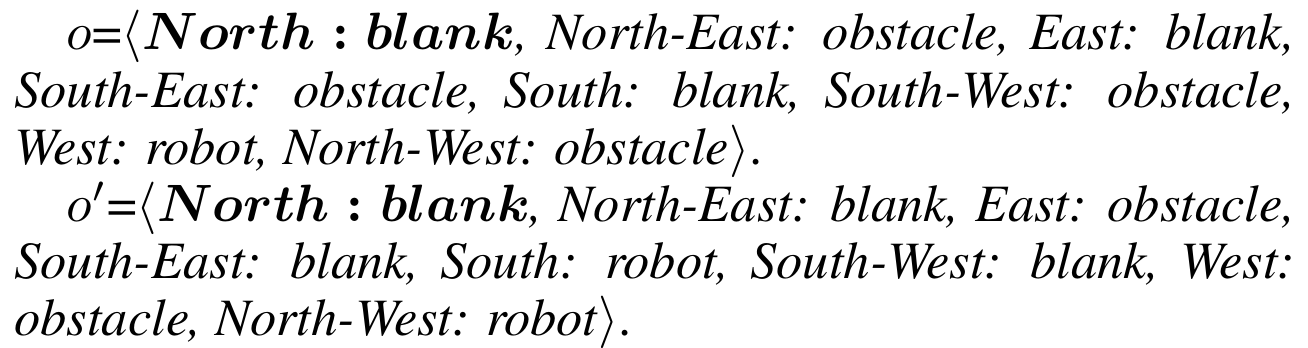 o=⟨North : blank, North-East: obstacle, East: blank,
South-East: obstacle, South: blank, South-West: obstacle,
West: robot, North-West: obstacle⟩.
o′=⟨North : blank, North-East: blank, East: obstacle,
South-East: blank, South: robot, South-West: blank, West:
obstacle, North-West: robot⟩.